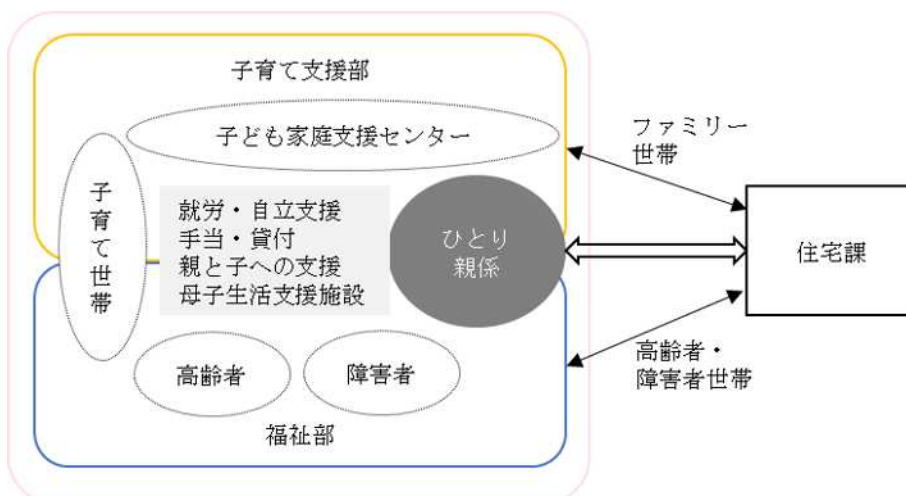 子育て支援部
子ども家庭支援センター
子育て世帯
就労・自立支援
手当・貸付
親と子への支援
母子生活支援施設
ひとり
親係
高齢者
障害者
福祉部
ファミリー
世帯
住宅課
高齢者・
障害者世帯